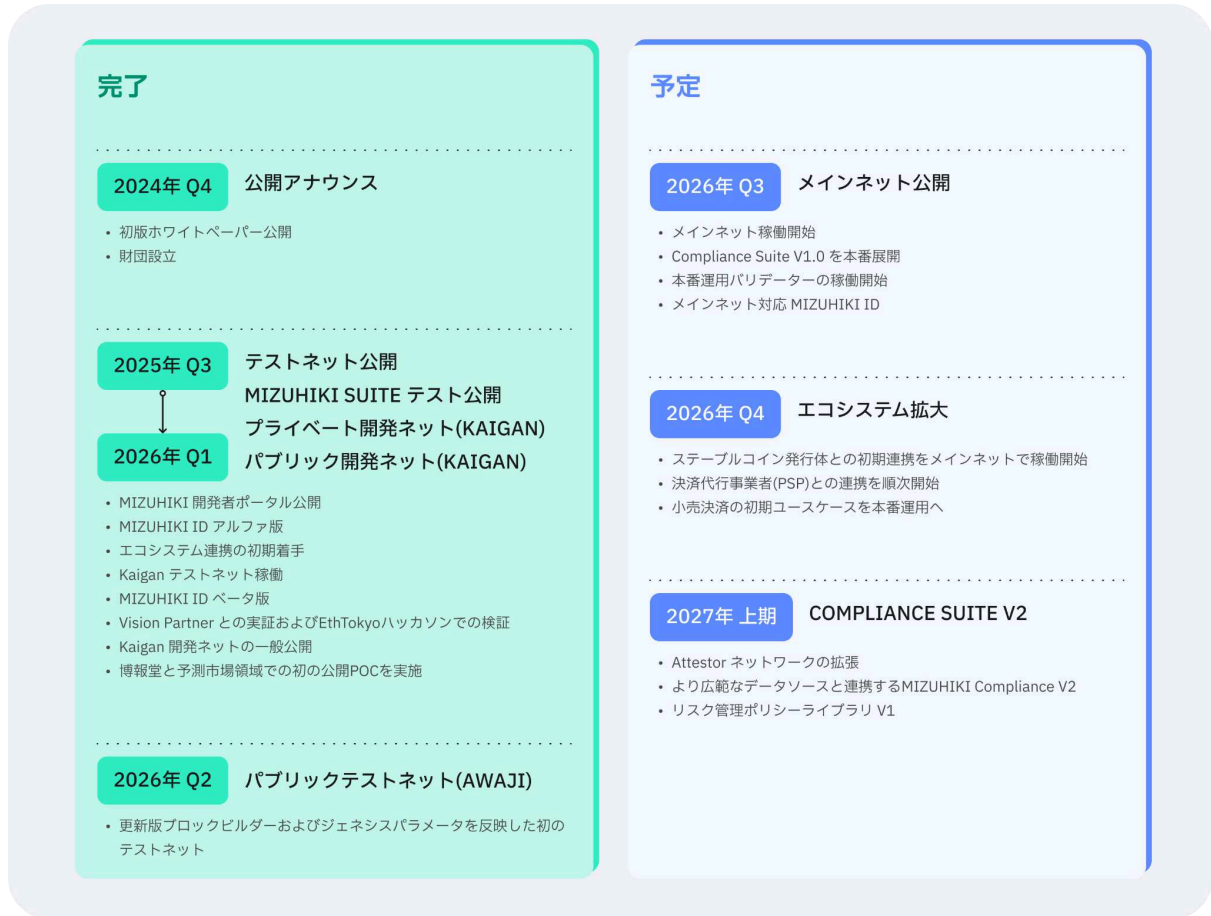 完了
2024年 Q4
公開アナウンス
• 初版ホワイトペーパー公開
• 財団設立
2025年 Q3
2026年 Q1
テストネット公開
MIZUHIKI SUITE テスト公開
プライベート開発ネット(KAIGAN)
パブリック開発ネット(KAIGAN)
• MIZUHIKI 開発者ポータル公開
• MIZUHIKI ID アルファ版
• エコシステム連携の初期着手
• Kaigan テストネット稼働
• MIZUHIKI ID ベータ版
• Vision Partner との実証およびEthTokyoハッカソンでの検証
• Kaigan 開発ネットの一般公開
• 博報堂と予測市場領域での初の公開POCを実施
2026年 Q2
パブリックテストネット(AWAJI)
• 更新版ブロックビルダーおよびジェネシスパラメータを反映した初の
テストネット
予定
2026年 Q3
メインネット公開
• メインネット稼働開始
• Compliance Suite V1.0 を本番展開
• 本番運用バリデーターの稼働開始
• メインネット対応 MIZUHIKI ID
2026年 Q4
エコシステム拡大
• ステーブルコイン発行体との初期連携をメインネットで稼働開始
• 決済代行事業者(PSP)との連携を順次開始
• 小売決済の初期ユースケースを本番運用へ
2027年 上期
COMPLIANCE SUITE V2
• Attestor ネットワークの拡張
• より広範なデータソースと連携するMIZUHIKI Compliance V2
• リスク管理ポリシーライブラリ V1